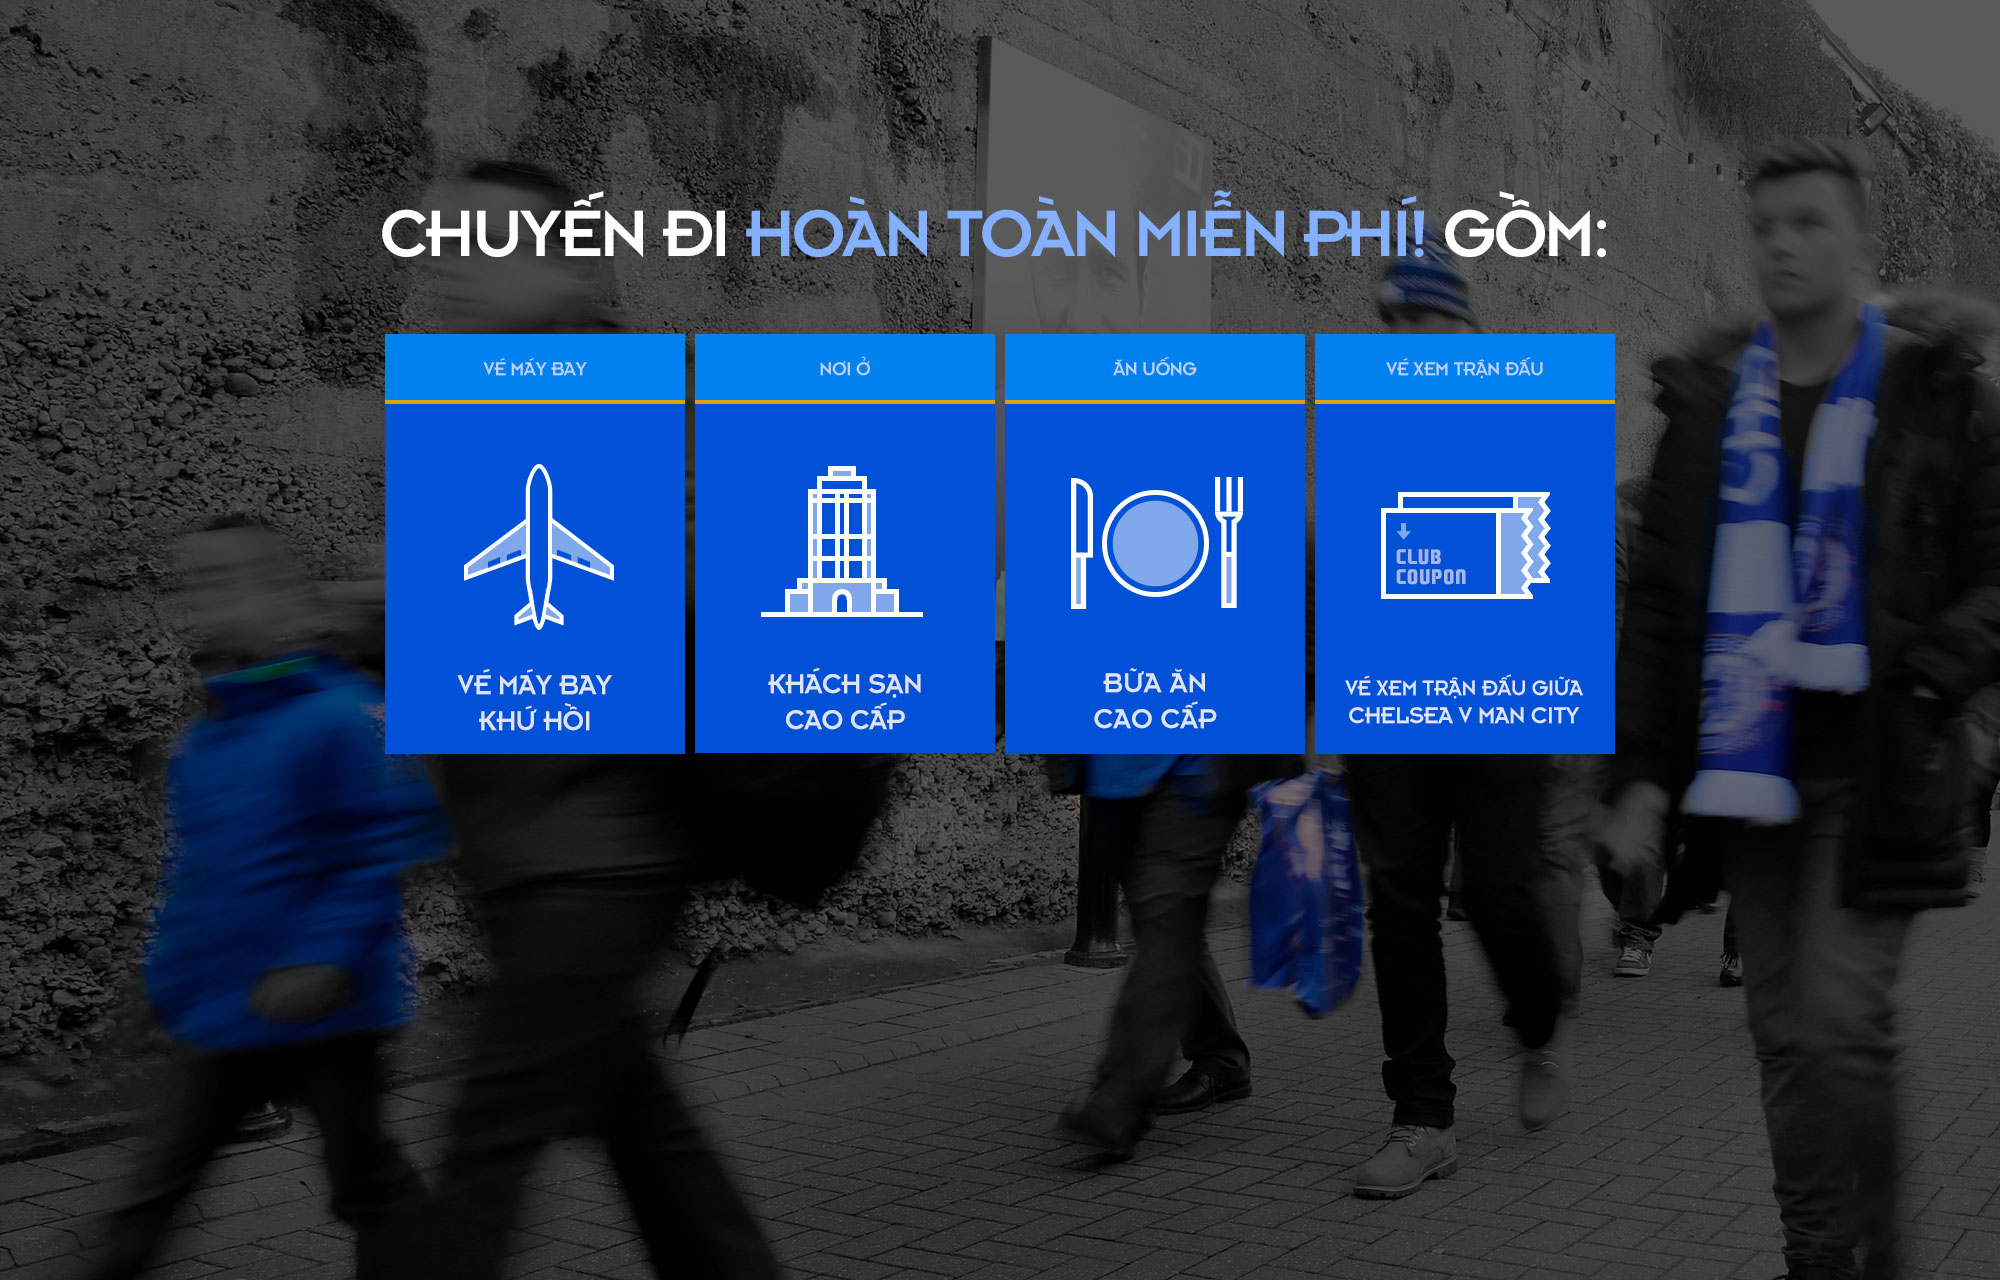 CHUYẾN ĐI HOÀN TOÀN MIỄN PHÍ! GỒM:
VÉ MÁY BAY
NƠI Ở
ĂN UỐNG
VÉ XEM TRẬN ĐẤU
CLUB
COUPON
VÉ MÁY BAY
KHỨ HỒI
KHÁCH SẠN
CAO CẤP
BỮA ĂN
CAO CẤP
VÉ XEM TRẬN ĐẤU GIỮA
CHELSEA V MAN CITY